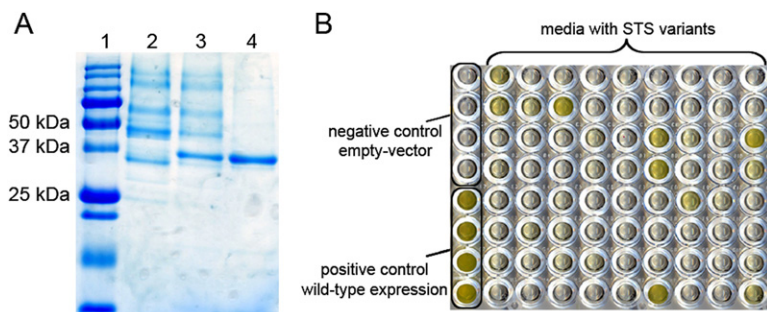 A
1 2 3 4
50 kDa
37 kDa
25 kDa
B
media with STS variants
negative control
empty-vector
positive control
wild-type expression